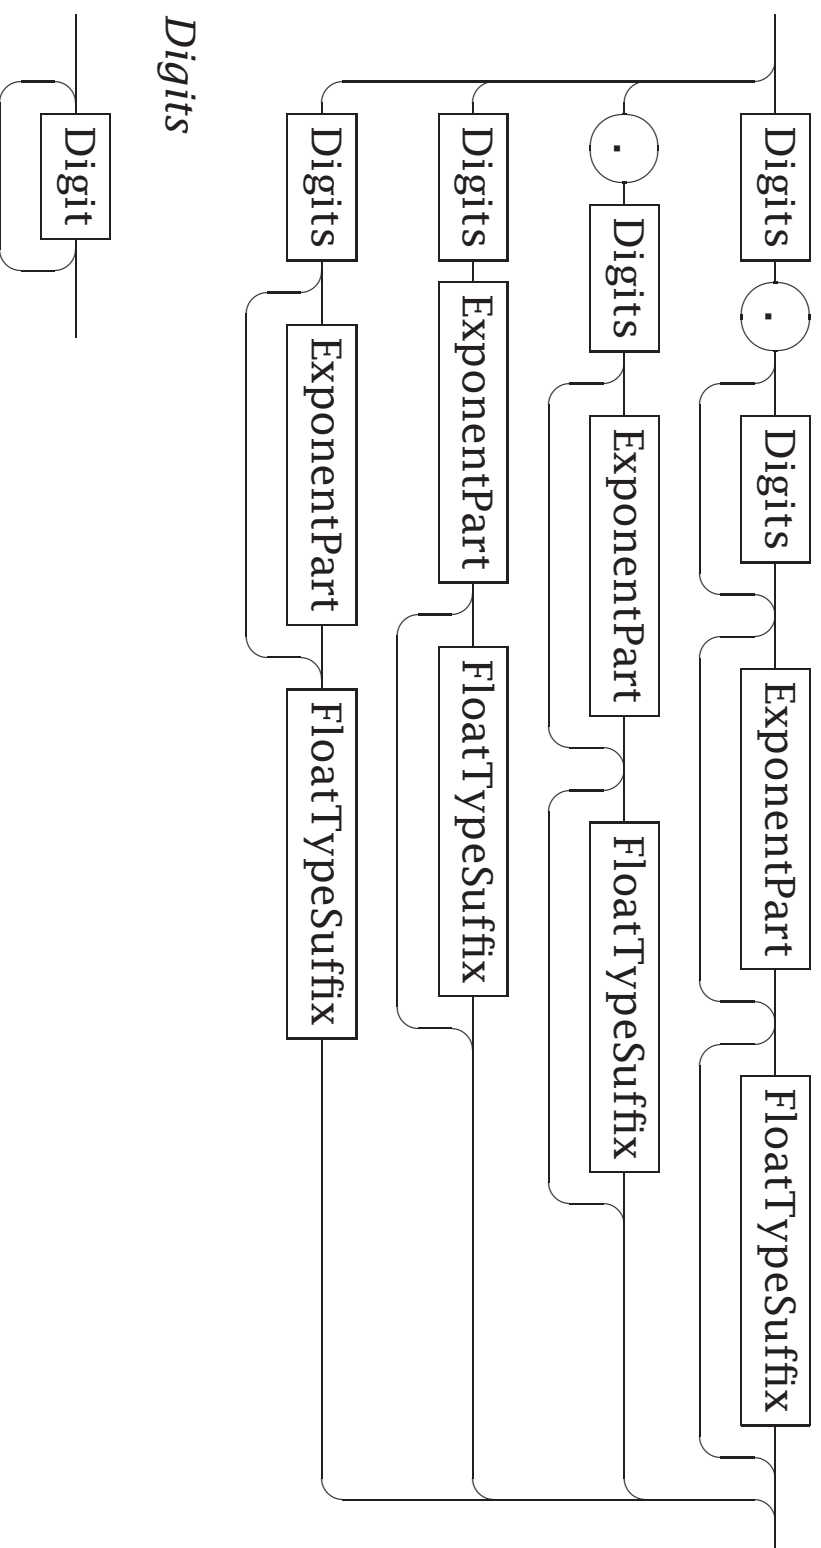 Digits . Digits ExponentPart FloatTypeSuffix
. Digits ExponentPart FloatTypeSuffix
Digits ExponentPart FloatTypeSuffix
Digits ExponentPart FloatTypeSuffix
Digits
Digit